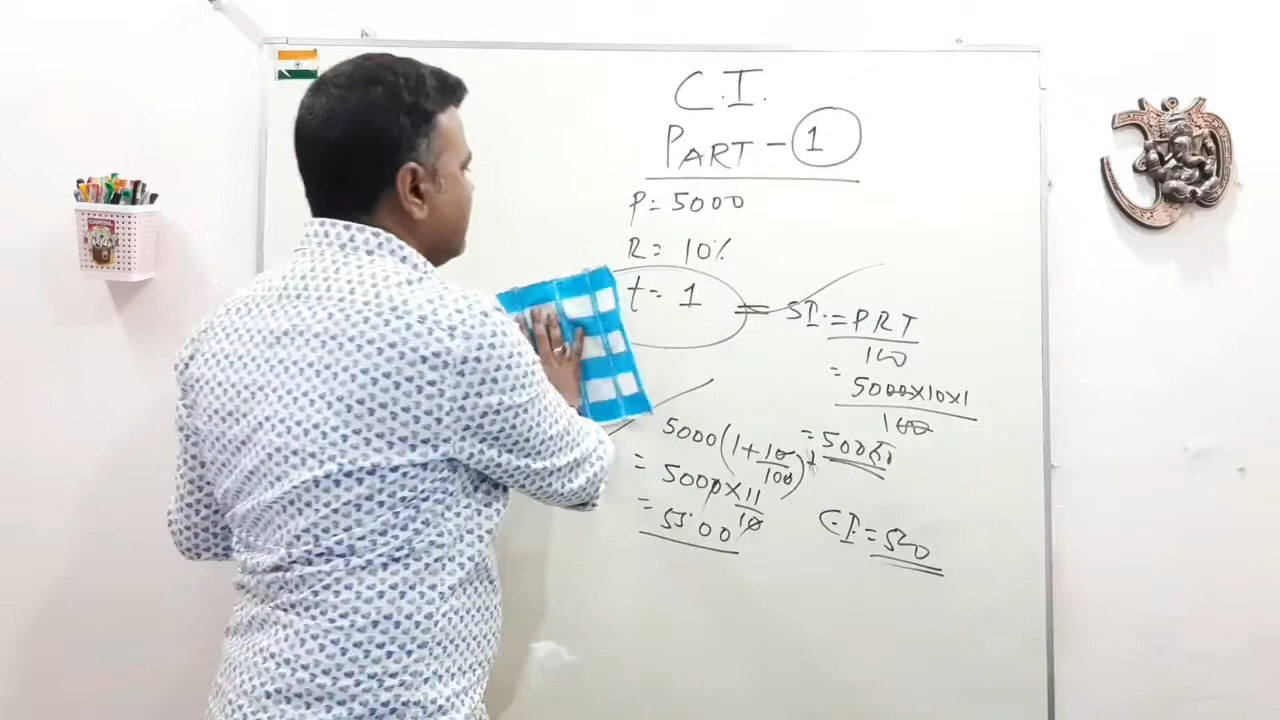 C.I.
PART - 1
P = 5000
R = 10%
t = 1
= S.I. = PRT
100
= 5000×10×1
100
= 500
5000(1+10/100)
= 5000×11
10
= 5500
C.I. = 500
CAPITAL